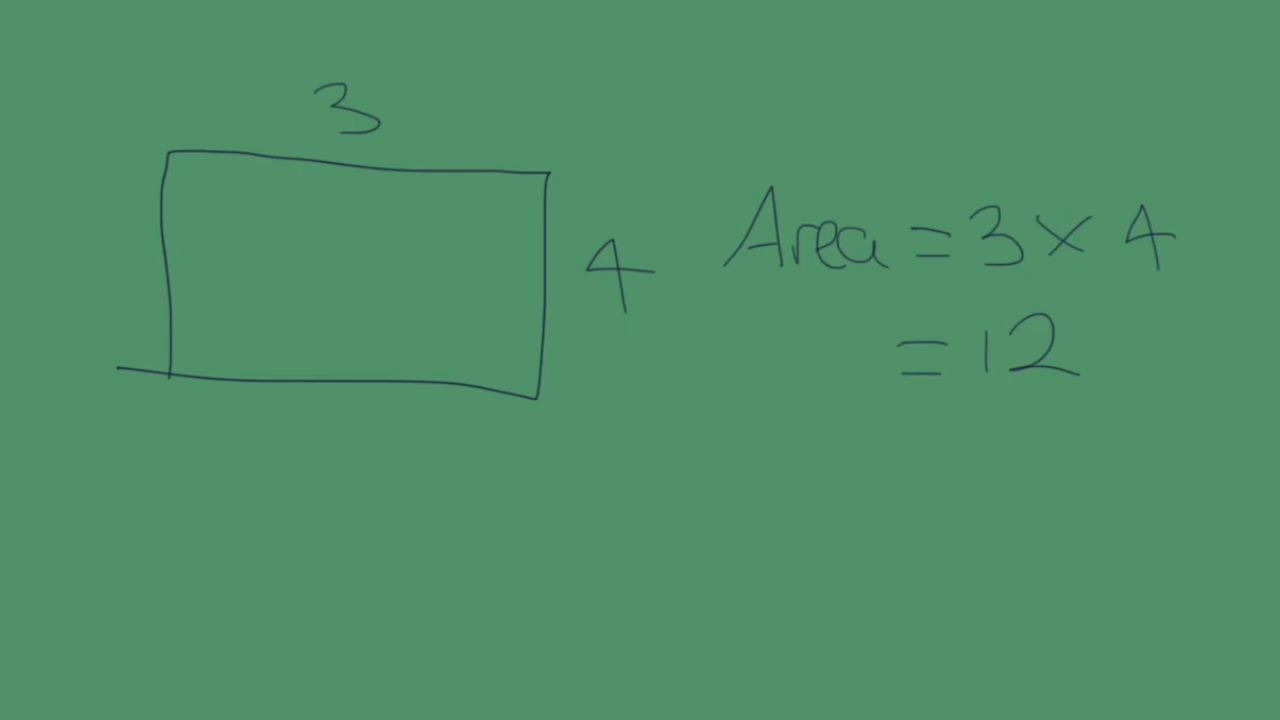 3
4
Area = 3 × 4
= 12